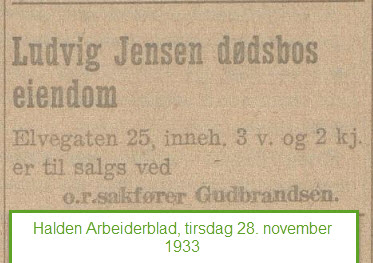 Ludvig Jensen dødsbos
eiendom
Elvegaten 25, inneh. 3 v. og 2 kj.
er til salgs ved
o.r.sakfører Gudbrandsen.
Halden Arbeiderblad, tirsdag 28. november
1933